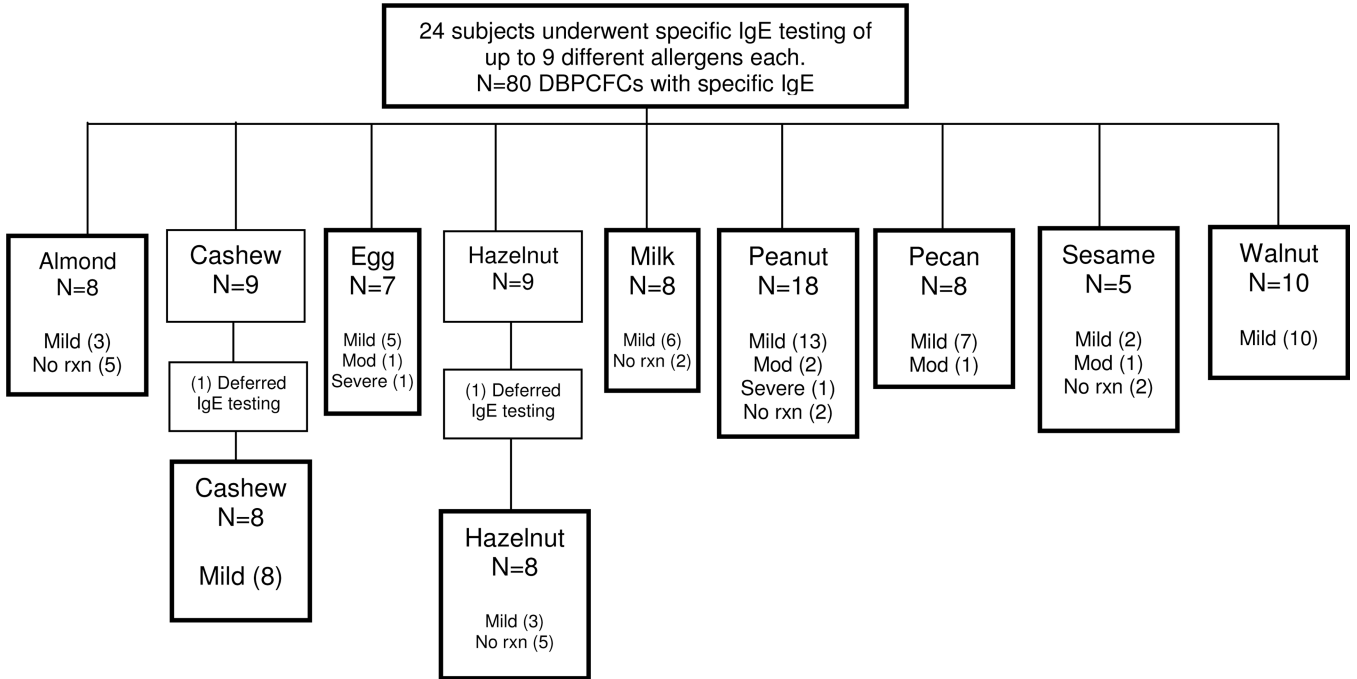 24 subjects underwent specific IgE testing of
up to 9 different allergens each.
N=80 DBPCFCs with specific IgE
Almond
N=8
Mild (3)
No rxn (5)
Cashew
N=9
(1) Deferred
IgE testing
Cashew
N=8
Mild (8)
Egg
N=7
Mild (5)
Mod (1)
Severe (1)
Hazelnut
N=9
(1) Deferred
IgE testing
Hazelnut
N=8
Mild (3)
No rxn (5)
Milk
N=8
Mild (6)
No rxn (2)
Peanut
N=18
Mild (13)
Mod (2)
Severe (1)
No rxn (2)
Pecan
N=8
Mild (7)
Mod (1)
Sesame
N=5
Mild (2)
Mod (1)
No rxn (2)
Walnut
N=10
Mild (10)